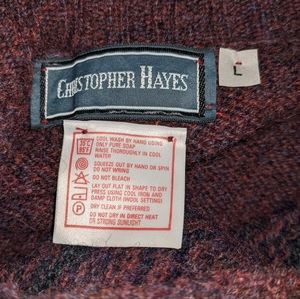 CHRISTOPHER HAYES
L
35°C
95°F
COOL WASH BY HAND USING
ONLY PURE SOAP
RINSE THOROUGHLY IN COOL
WATER
SQUEEZE OUT BY HAND OR SPIN
DO NOT WRING
DO NOT BLEACH
LAY OUT FLAT IN SHAPE TO DRY
PRESS USING COOL IRON AND
DAMP CLOTH (WOOL SETTING)
P DRY CLEAN IF PREFERRED
DO NOT DRY IN DIRECT HEAT
OR STRONG SUNLIGHT